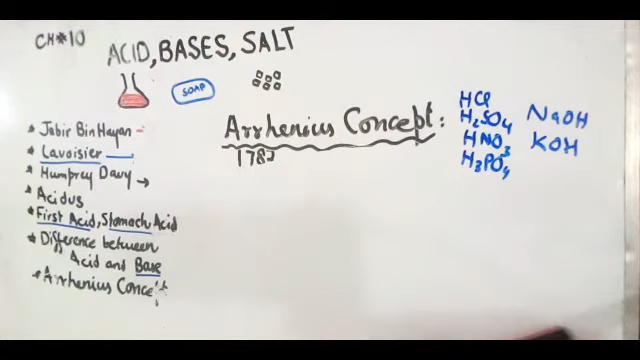 CH#10
ACID, BASES, SALT
SOAP
* Jabir Bin Hayan -
* Lavoisier
* Humprey Davy →
* Acidus
* First Acid, Stomach Acid
* Difference between
Acid and Base
* Arrhenius Concept
Arrhenius Concept:
1787
HCl
H₂SO₄
HNO₃
H₃PO₄
NaOH
KOH